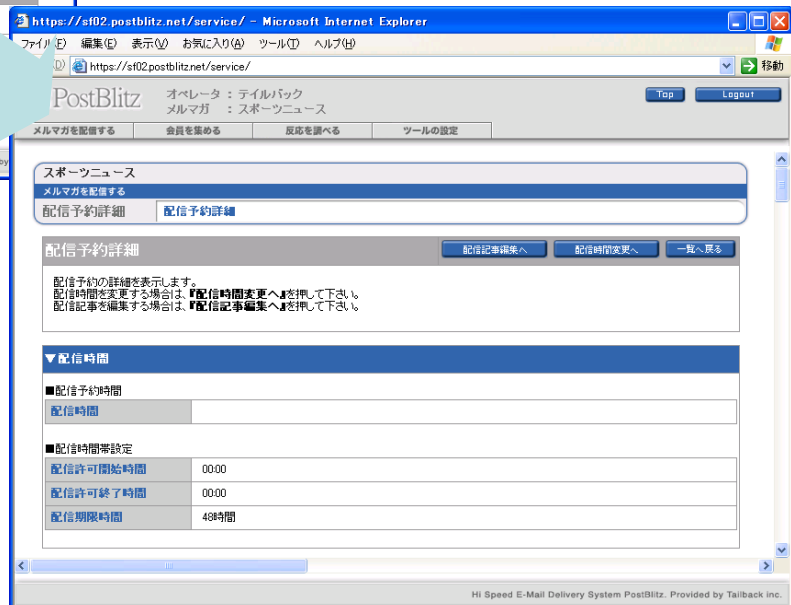 https://sf02.postblitz.net/service/ - Microsoft Internet Explorer
ファイル(F) 編集(E) 表示(V) お気に入り(A) ツール(T) ヘルプ(H)
D) https://sf02.postblitz.net/service/ 移動
PostBlitz
オペレータ : テイルバック
メルマガ : スポーツニュース
Top Logout
メルマガを配信する 会員を集める 反応を調べる ツールの設定
by
スポーツニュース
メルマガを配信する
配信予約詳細 配信予約詳細
配信予約詳細 配信記事編集へ 配信時間変更へ 一覧へ戻る
配信予約の詳細を表示します。
配信時間を変更する場合は、『配信時間変更へ』を押して下さい。
配信記事を編集する場合は、『配信記事編集へ』を押して下さい。
▼配信時間
■配信予約時間
配信時間
■配信時間帯設定
配信許可開始時間 00:00
配信許可終了時間 00:00
配信期限時間 48時間
Hi Speed E-Mail Delivery System PostBlitz. Provided by Tailback inc.